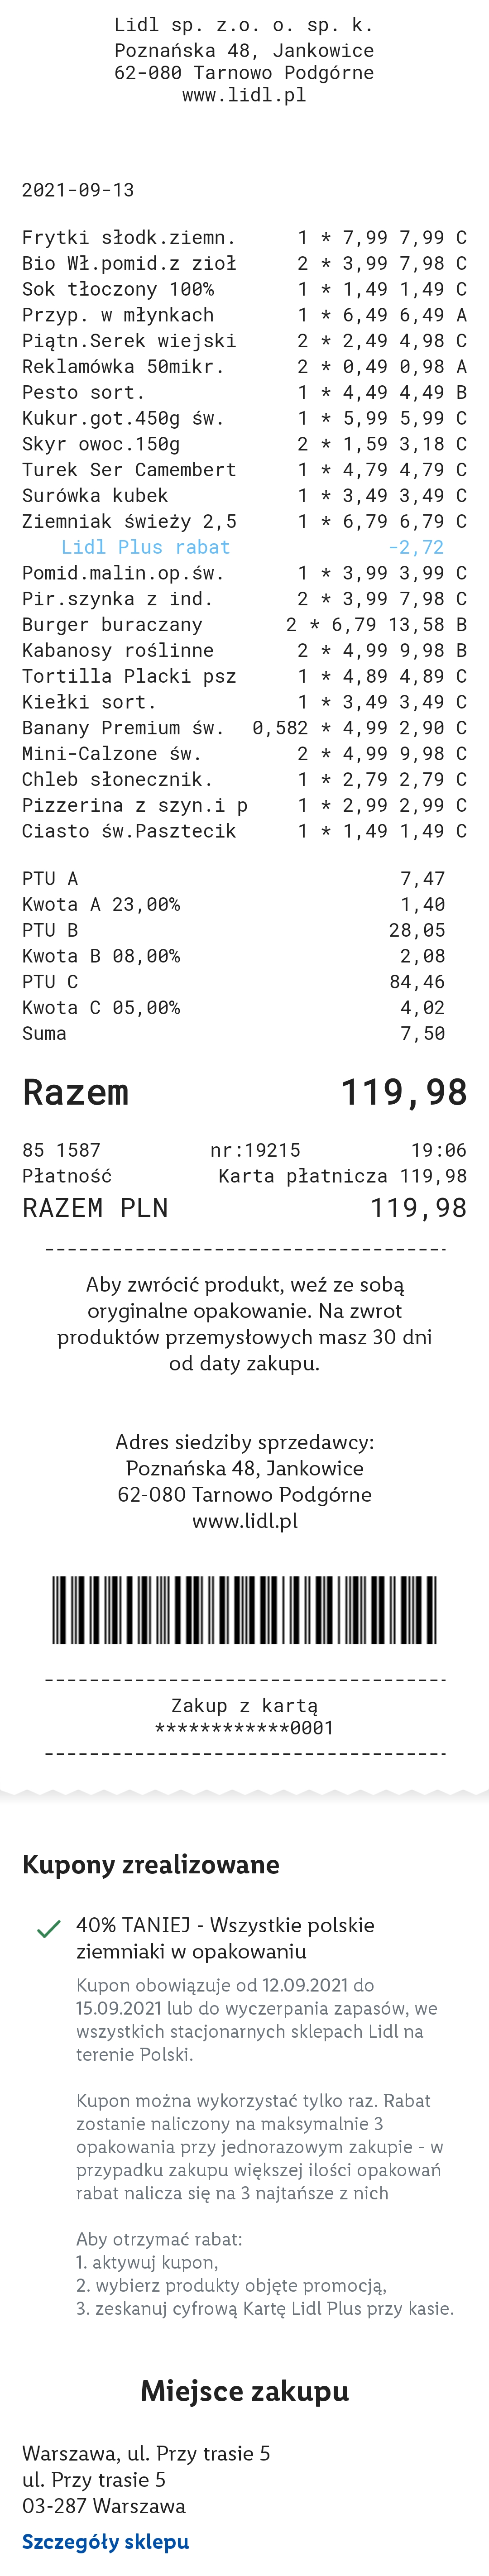 Lidl sp. z.o. o. sp. k.
Poznańska 48, Jankowice
62-080 Tarnowo Podgórne
www.lidl.pl
2021-09-13
Frytki słodk.ziemn. 1 * 7,99 7,99 C
Bio Wł.pomid.z zioł 2 * 3,99 7,98 C
Sok tłoczony 100% 1 * 1,49 1,49 C
Przyp. w młynkach 1 * 6,49 6,49 A
Piątn.Serek wiejski 2 * 2,49 4,98 C
Reklamówka 50mikr. 2 * 0,49 0,98 A
Pesto sort. 1 * 4,49 4,49 B
Kukur.got.450g św. 1 * 5,99 5,99 C
Skyr owoc.150g 2 * 1,59 3,18 C
Turek Ser Camembert 1 * 4,79 4,79 C
Surówka kubek 1 * 3,49 3,49 C
Ziemniak świeży 2,5 1 * 6,79 6,79 C
Lidl Plus rabat -2,72
Pomid.malin.op.św. 1 * 3,99 3,99 C
Pir.szynka z ind. 2 * 3,99 7,98 C
Burger buraczany 2 * 6,79 13,58 B
Kabanosy roślinne 2 * 4,99 9,98 B
Tortilla Placki psz 1 * 4,89 4,89 C
Kiełki sort. 1 * 3,49 3,49 C
Banany Premium św. 0,582 * 4,99 2,90 C
Mini-Calzone św. 2 * 4,99 9,98 C
Chleb słonecznik. 1 * 2,79 2,79 C
Pizzerina z szyn.i p 1 * 2,99 2,99 C
Ciasto św.Pasztecik 1 * 1,49 1,49 C
PTU A 7,47
Kwota A 23,00% 1,40
PTU B 28,05
Kwota B 08,00% 2,08
PTU C 84,46
Kwota C 05,00% 4,02
Suma 7,50
Razem 119,98
85 1587 nr:19215 19:06
Płatność Karta płatnicza 119,98
RAZEM PLN 119,98
------------------------------------
Aby zwrócić produkt, weź ze sobą
oryginalne opakowanie. Na zwrot
produktów przemysłowych masz 30 dni
od daty zakupu.
Adres siedziby sprzedawcy:
Poznańska 48, Jankowice
62-080 Tarnowo Podgórne
www.lidl.pl
------------------------------------
Zakup z kartą
************0001
------------------------------------
Kupony zrealizowane
40% TANIEJ - Wszystkie polskie
ziemniaki w opakowaniu
Kupon obowiązuje od 12.09.2021 do
15.09.2021 lub do wyczerpania zapasów, we
wszystkich stacjonarnych sklepach Lidl na
terenie Polski.
Kupon można wykorzystać tylko raz. Rabat
zostanie naliczony na maksymalnie 3
opakowania przy jednorazowym zakupie - w
przypadku zakupu większej ilości opakowań
rabat nalicza się na 3 najtańsze z nich
Aby otrzymać rabat:
1. aktywuj kupon,
2. wybierz produkty objęte promocją,
3. zeskanuj cyfrową Kartę Lidl Plus przy kasie.
Miejsce zakupu
Warszawa, ul. Przy trasie 5
ul. Przy trasie 5
03-287 Warszawa
Szczegóły sklepu